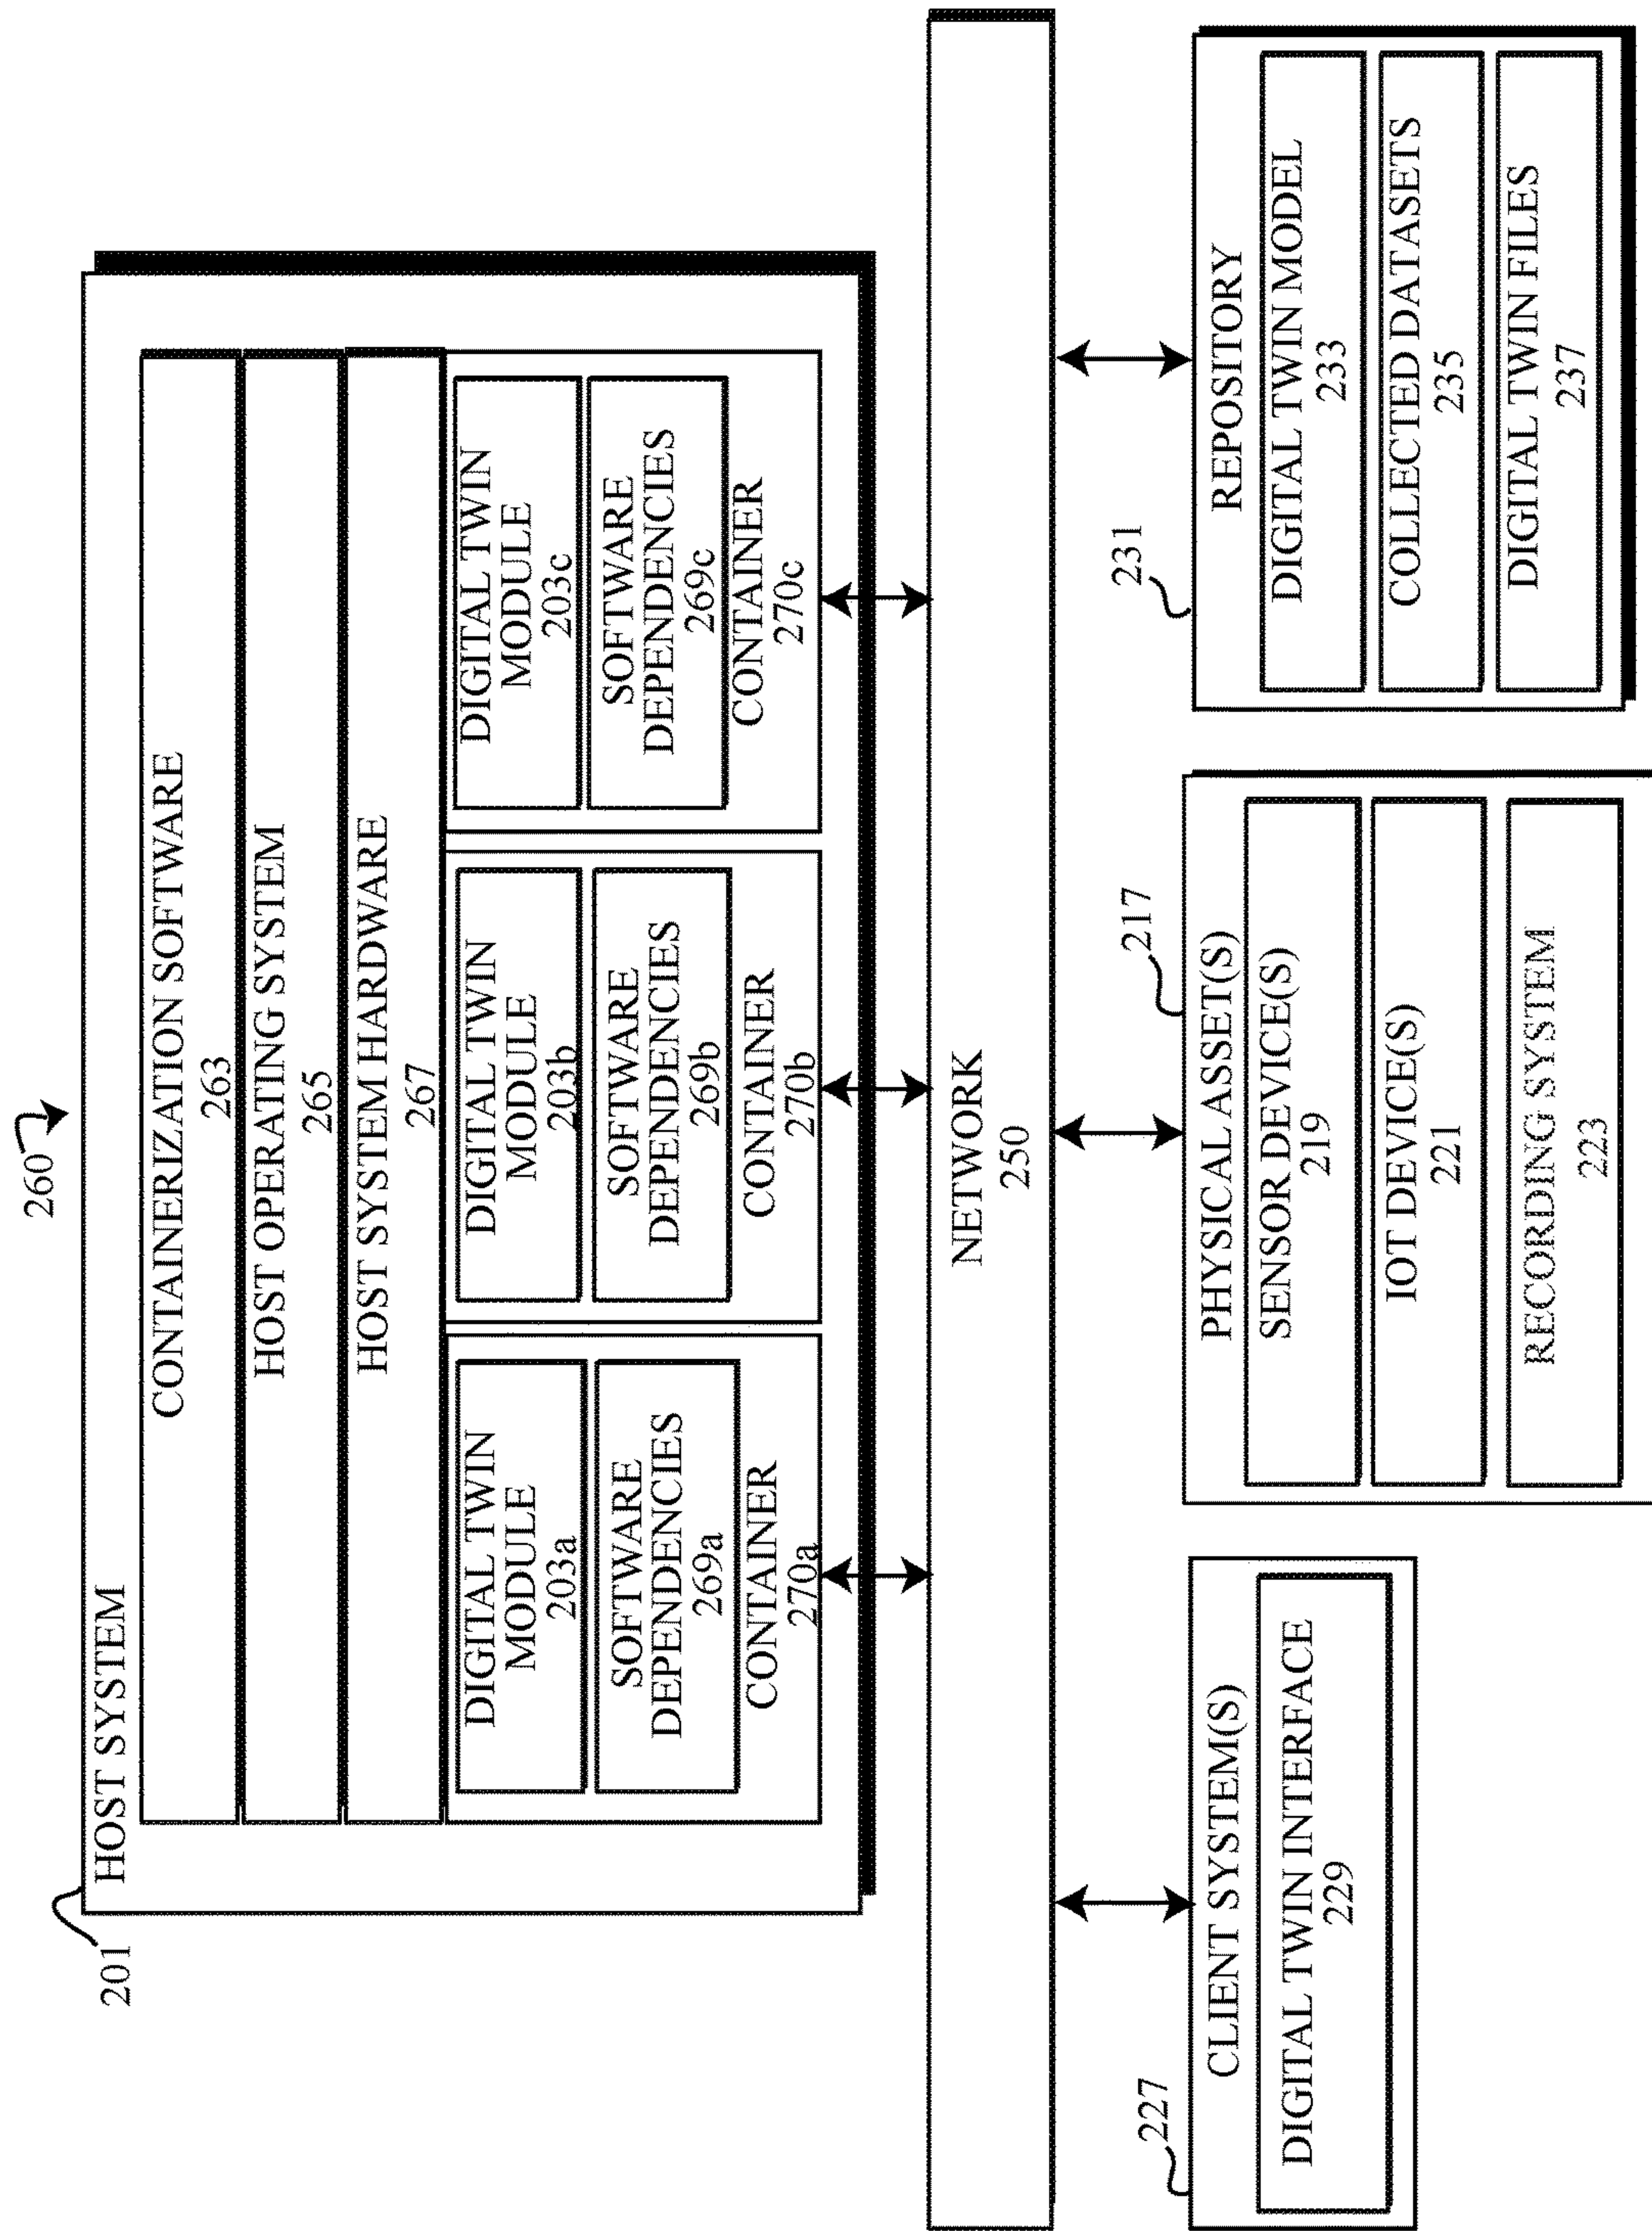 260
201
HOST SYSTEM
CONTAINERIZATION SOFTWARE
263
HOST OPERATING SYSTEM
265
HOST SYSTEM HARDWARE
267
DIGITAL TWIN
MODULE
203a
SOFTWARE
DEPENDENCIES
269a
CONTAINER
270a
DIGITAL TWIN
MODULE
203b
SOFTWARE
DEPENDENCIES
269b
CONTAINER
270b
DIGITAL TWIN
MODULE
203c
SOFTWARE
DEPENDENCIES
269c
CONTAINER
270c
NETWORK
250
227
CLIENT SYSTEM(S)
DIGITAL TWIN INTERFACE
229
217
PHYSICAL ASSET(S)
SENSOR DEVICE(S)
219
IOT DEVICE(S)
221
RECORDING SYSTEM
223
231
REPOSITORY
DIGITAL TWIN MODEL
233
COLLECTED DATASETS
235
DIGITAL TWIN FILES
237